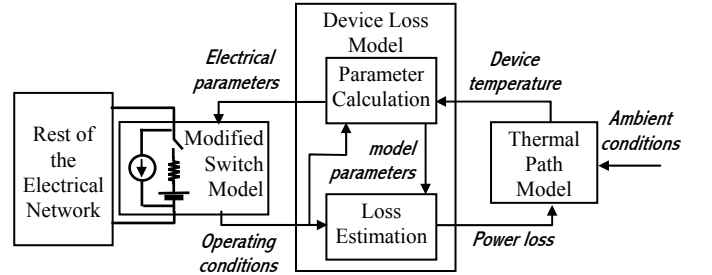 Device Loss
Model
Electrical
parameters
Parameter
Calculation
Device
temperature
Rest of
the
Electrical
Network
Modified
Switch
Model
model
parameters
Thermal
Path
Model
Ambient
conditions
Operating
conditions
Loss
Estimation
Power loss